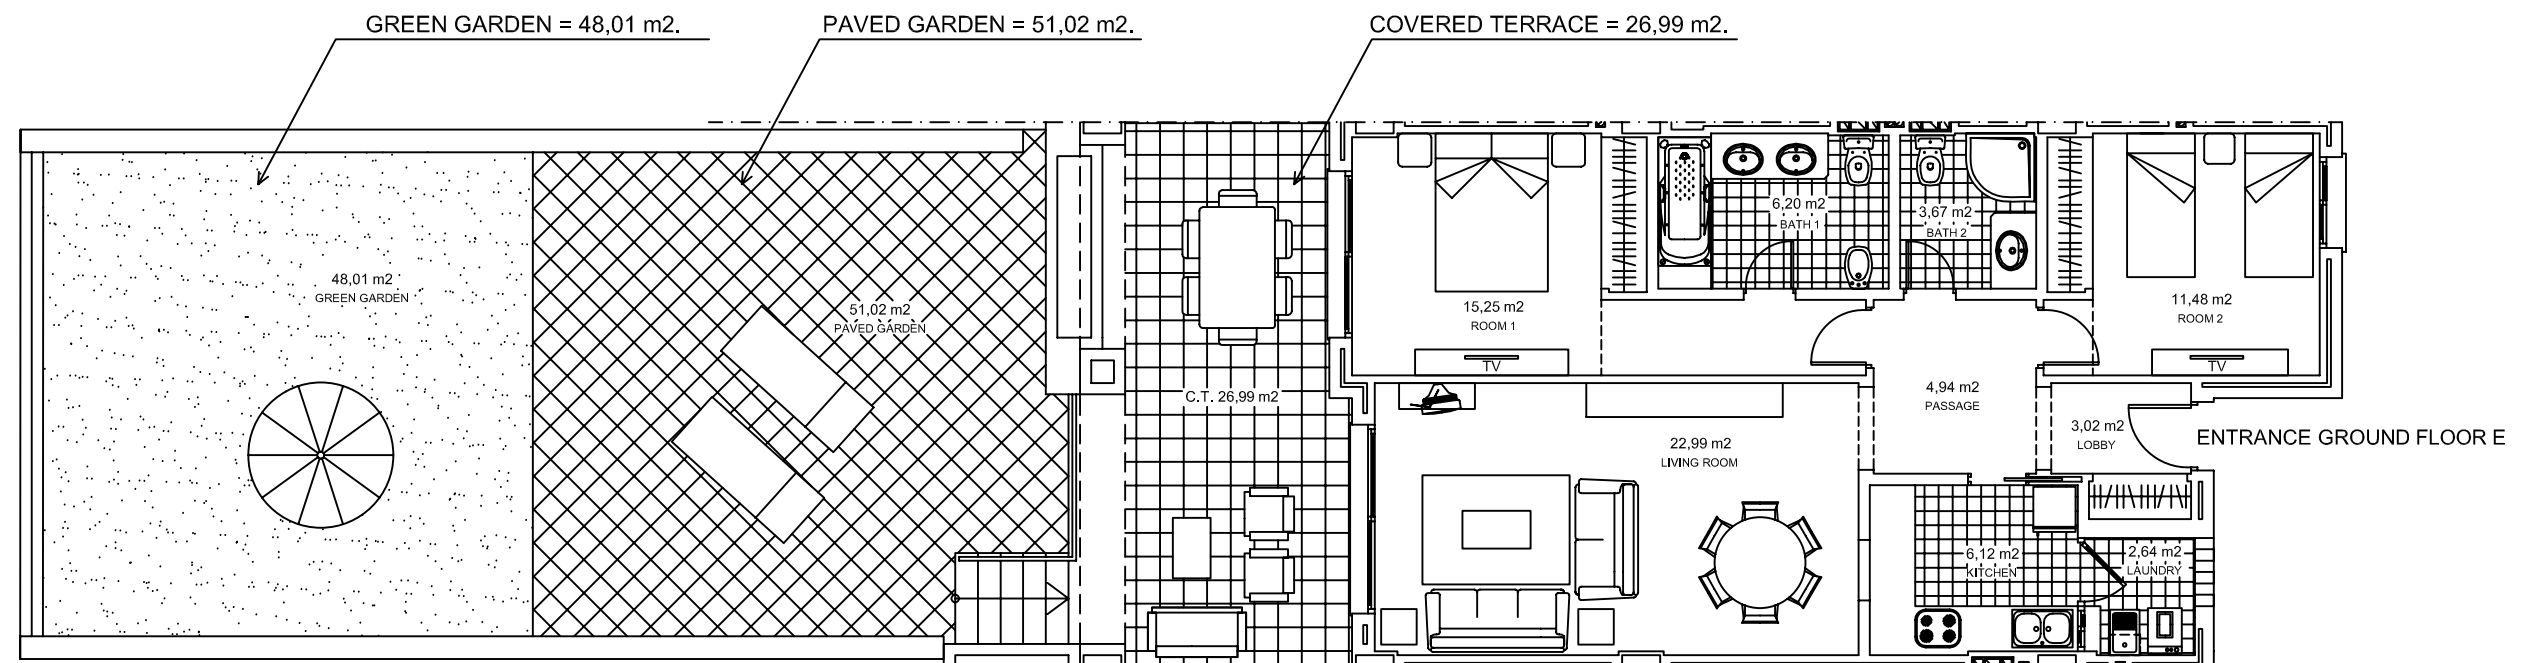 GREEN GARDEN = 48,01 m2.
PAVED GARDEN = 51,02 m2.
COVERED TERRACE = 26,99 m2.
48,01 m2
GREEN GARDEN
51,02 m2
PAVED GARDEN
C.T. 26,99 m2
15,25 m2
ROOM 1
TV
6,20 m2
BATH 1
3,67 m2
BATH 2
11,48 m2
ROOM 2
TV
4,94 m2
PASSAGE
3,02 m2
LOBBY
ENTRANCE GROUND FLOOR E
22,99 m2
LIVING ROOM
6,12 m2
KITCHEN
2,64 m2
LAUNDRY